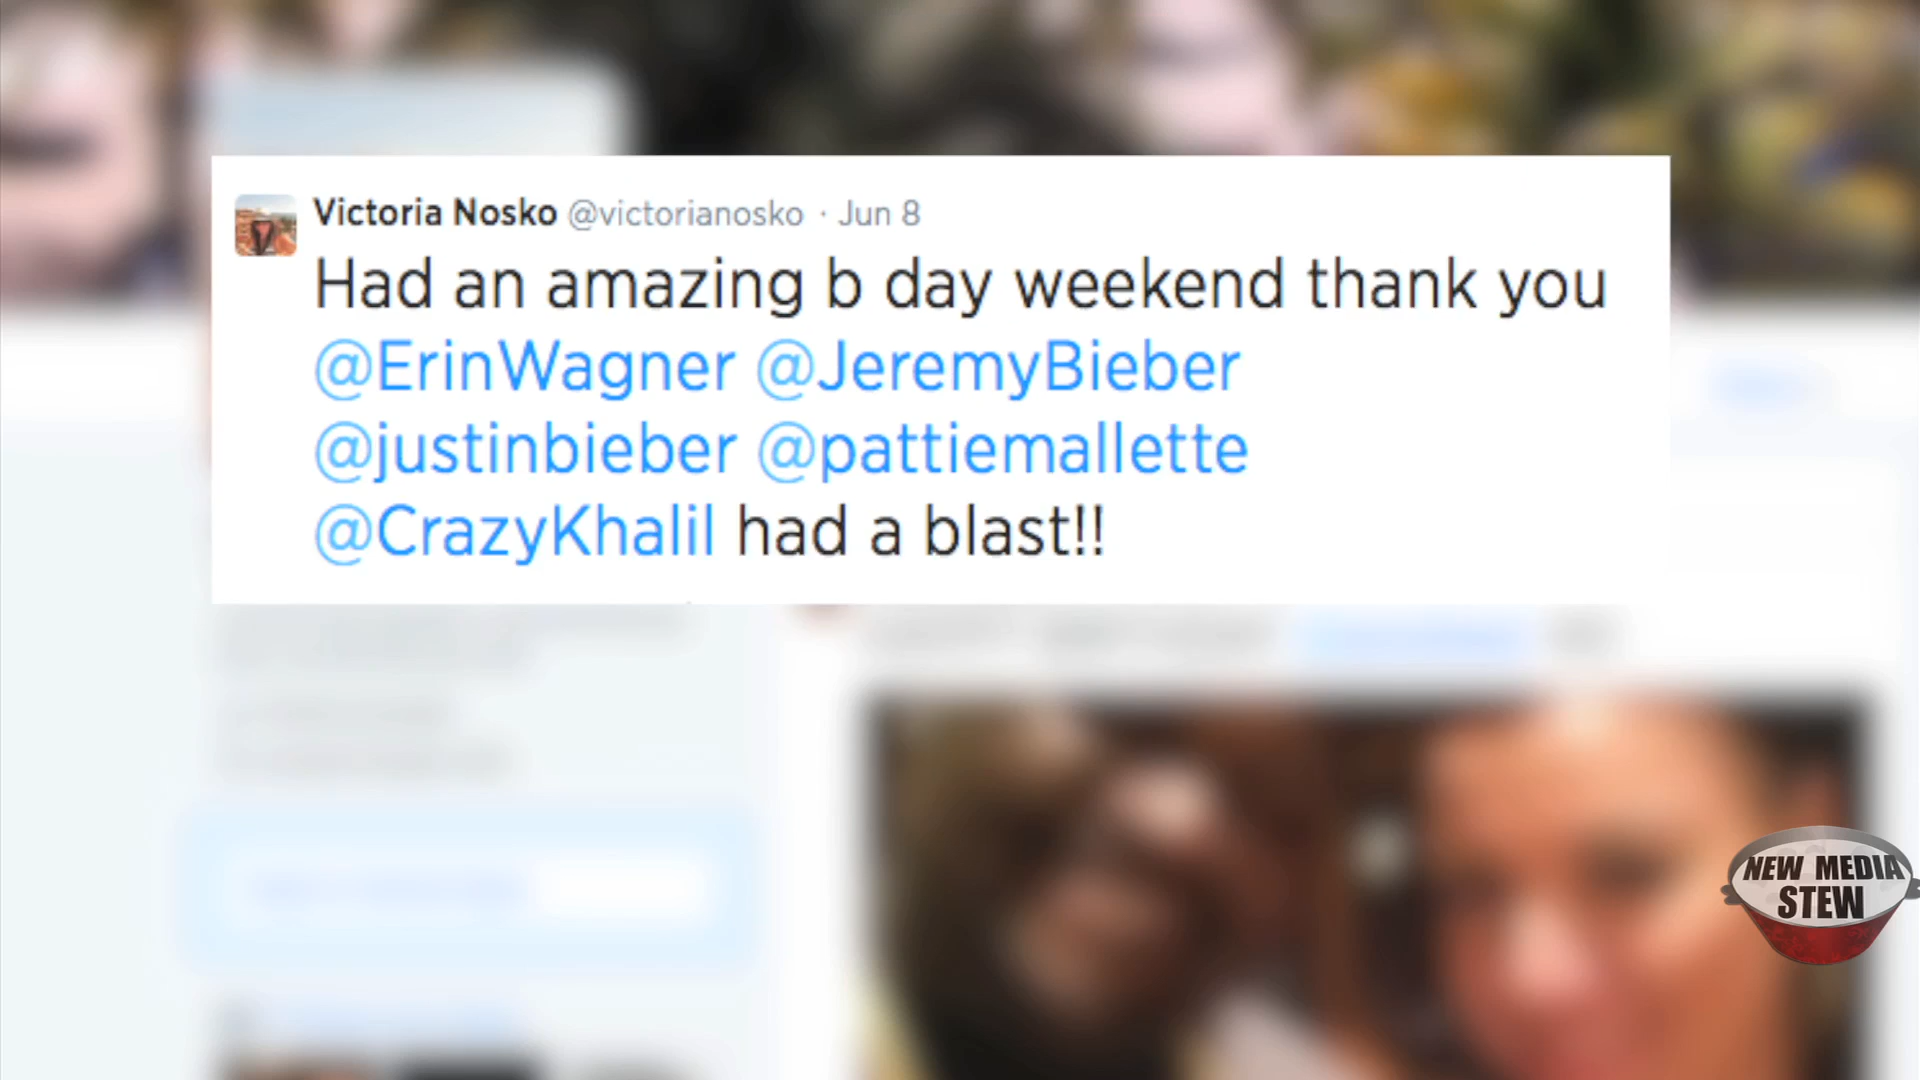 Victoria Nosko @victorianosko · Jun 8
Had an amazing b day weekend thank you
@ErinWagner @JeremyBieber
@justinbieber @pattiemallette
@CrazyKhalil had a blast!!
NEW MEDIA
STEW